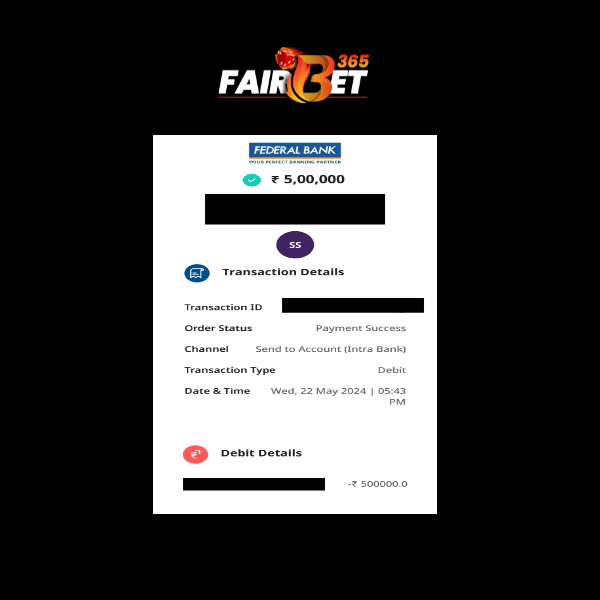 FAIRBET 365
FEDERAL BANK
YOUR PERFECT BANKING PARTNER
₹ 5,00,000
SS
Transaction Details
Transaction ID
Order Status Payment Success
Channel Send to Account (Intra Bank)
Transaction Type Debit
Date & Time Wed, 22 May 2024 | 05:43
PM
Debit Details
-₹ 500000.0